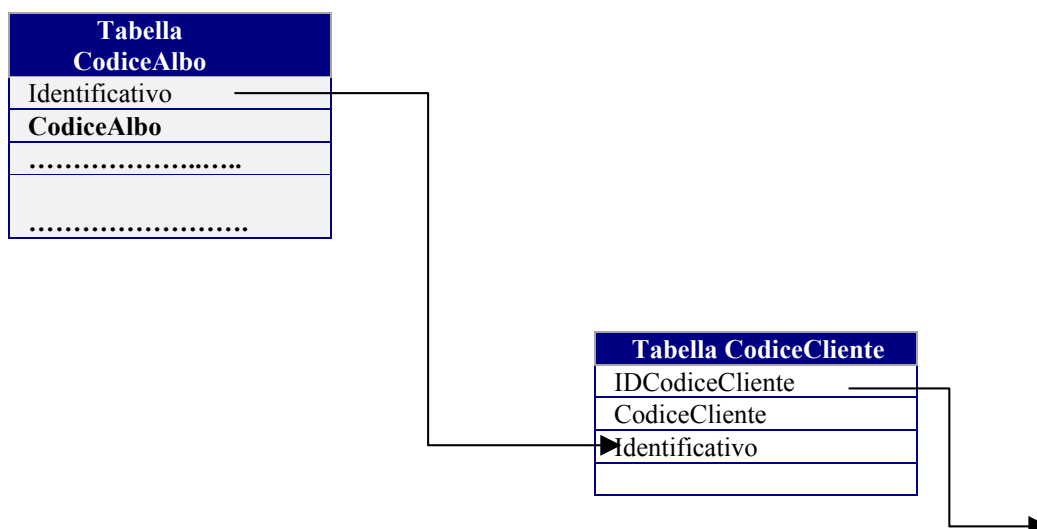 Tabella
CodiceAlbo
Identificativo
CodiceAlbo
…………………..…..
…………………….
Tabella CodiceCliente
IDCodiceCliente
CodiceCliente
Identificativo